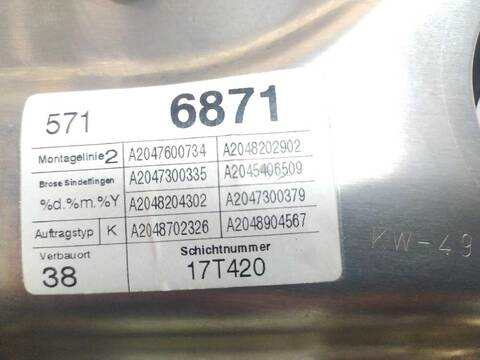 571 6871
Montagelinie 2 A2047600734 A2048202902
Brose Sindelfingen A2047300335 A2045406509
%d.%m.%Y A2048204302 A2047300379
Auftragstyp K A2048702326 A2048904567
Verbauort Schichtnummer
38 17T420
KW-49